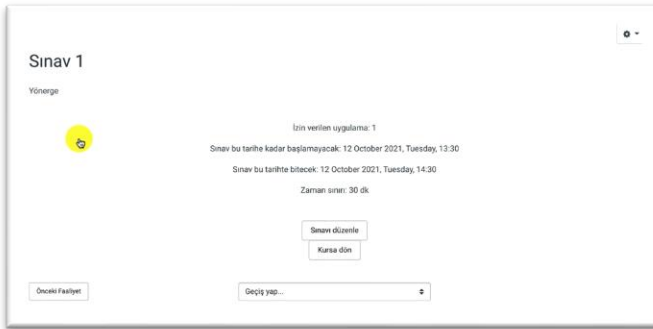 Sınav 1
Yönerge
İzin verilen uygulama: 1
Sınav bu tarihe kadar başlamayacak: 12 October 2021, Tuesday, 13:30
Sınav bu tarihte bitecek: 12 October 2021, Tuesday, 14:30
Zaman sınırı: 30 dk
Sınavı düzenle
Kursa dön
Önceki Faaliyet
Geçiş yap...